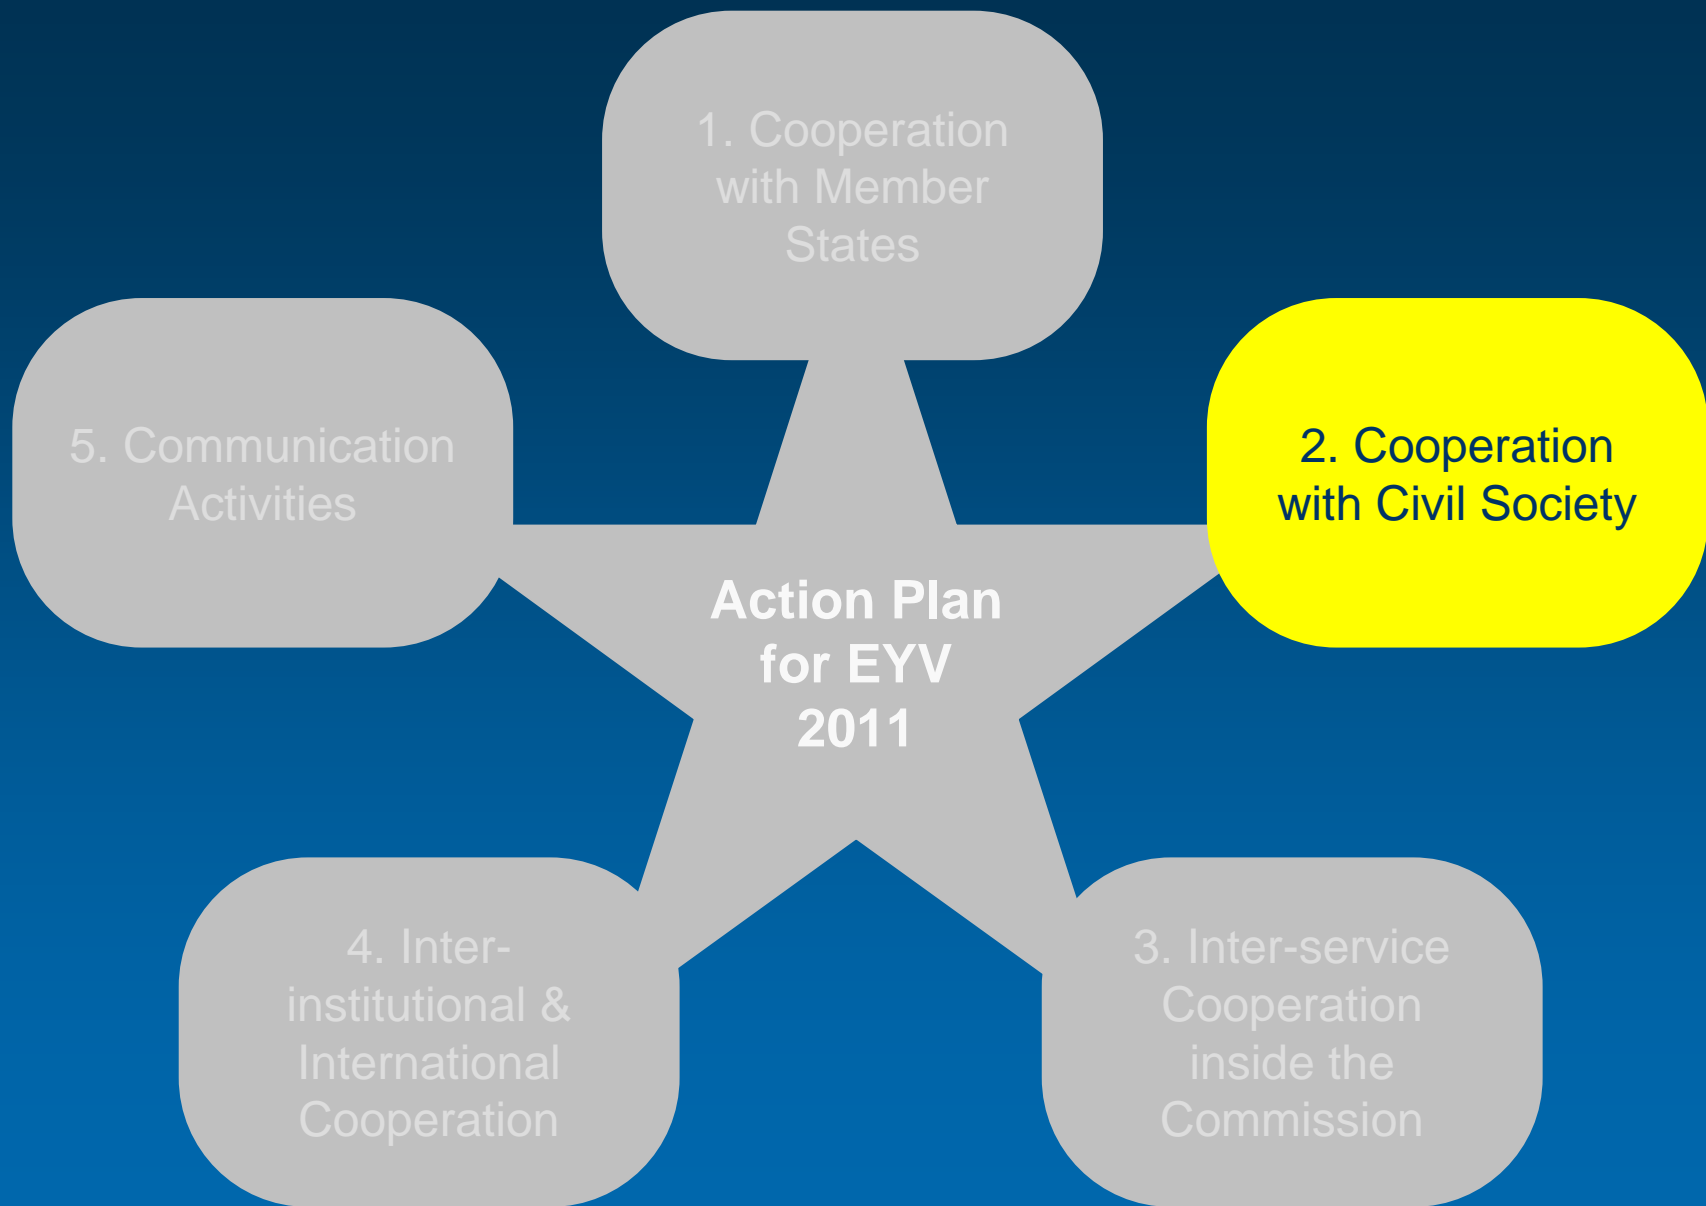 1. Cooperation
with Member
States
2. Cooperation
with Civil Society
3. Inter-service
Cooperation
inside the
Commission
4. Inter-
institutional &
International
Cooperation
5. Communication
Activities
Action Plan
for EYV
2011